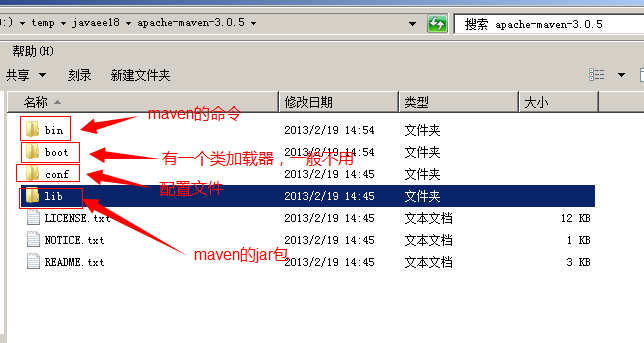 :) ▸ temp ▸ javaee18 ▸ apache-maven-3.0.5 ▸
搜索 apache-maven-3.0.5
帮助(H)
共享 刻录 新建文件夹
名称 修改日期 类型 大小
bin 2013/2/19 14:54 文件夹
maven的命令
boot 2013/2/19 14:54 文件夹
有一个类加载器，一般不用
conf 2013/2/19 14:45 文件夹
配置文件
lib 2013/2/19 14:45 文件夹
LICENSE.txt 2013/2/19 14:45 文本文档 12 KB
NOTICE.txt 2013/2/19 14:45 文本文档 1 KB
maven的jar包
README.txt 2013/2/19 14:45 文本文档 3 KB